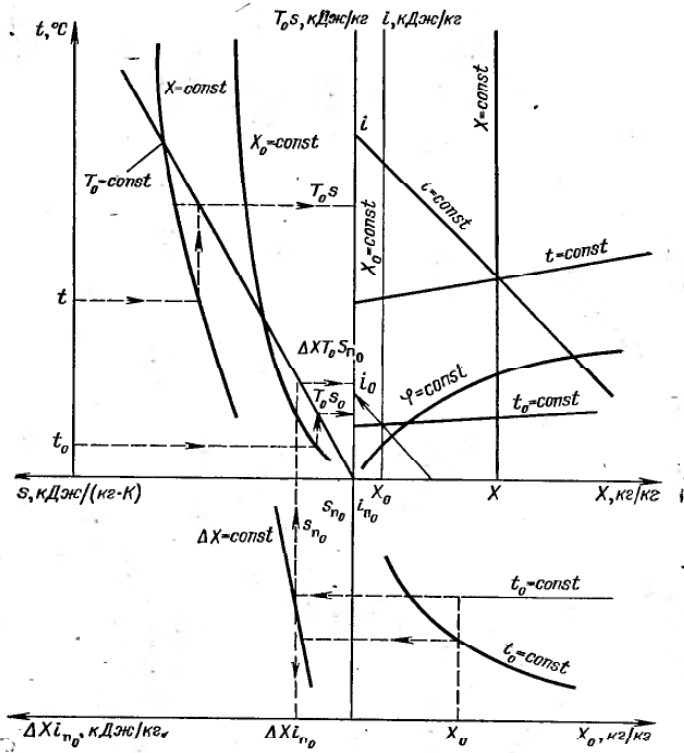 t,°C
T₀s, кДж/кг i, кДж/кг
X=const
X₀=const
T₀-const
T₀s
i
X₀=const
X=const
i=const
t=const
t
ΔXT₀Sп₀
i₀
φ=const
T₀s₀
t₀=const
t₀
s, кДж/(кг-К)
X₀
X
X, кг/кг
sп₀ iп₀
sп₀
ΔX=const
t₀=const
t₀=const
ΔXiп₀, кДж/кг
ΔXiп₀
X₀
X₀, кг/кг